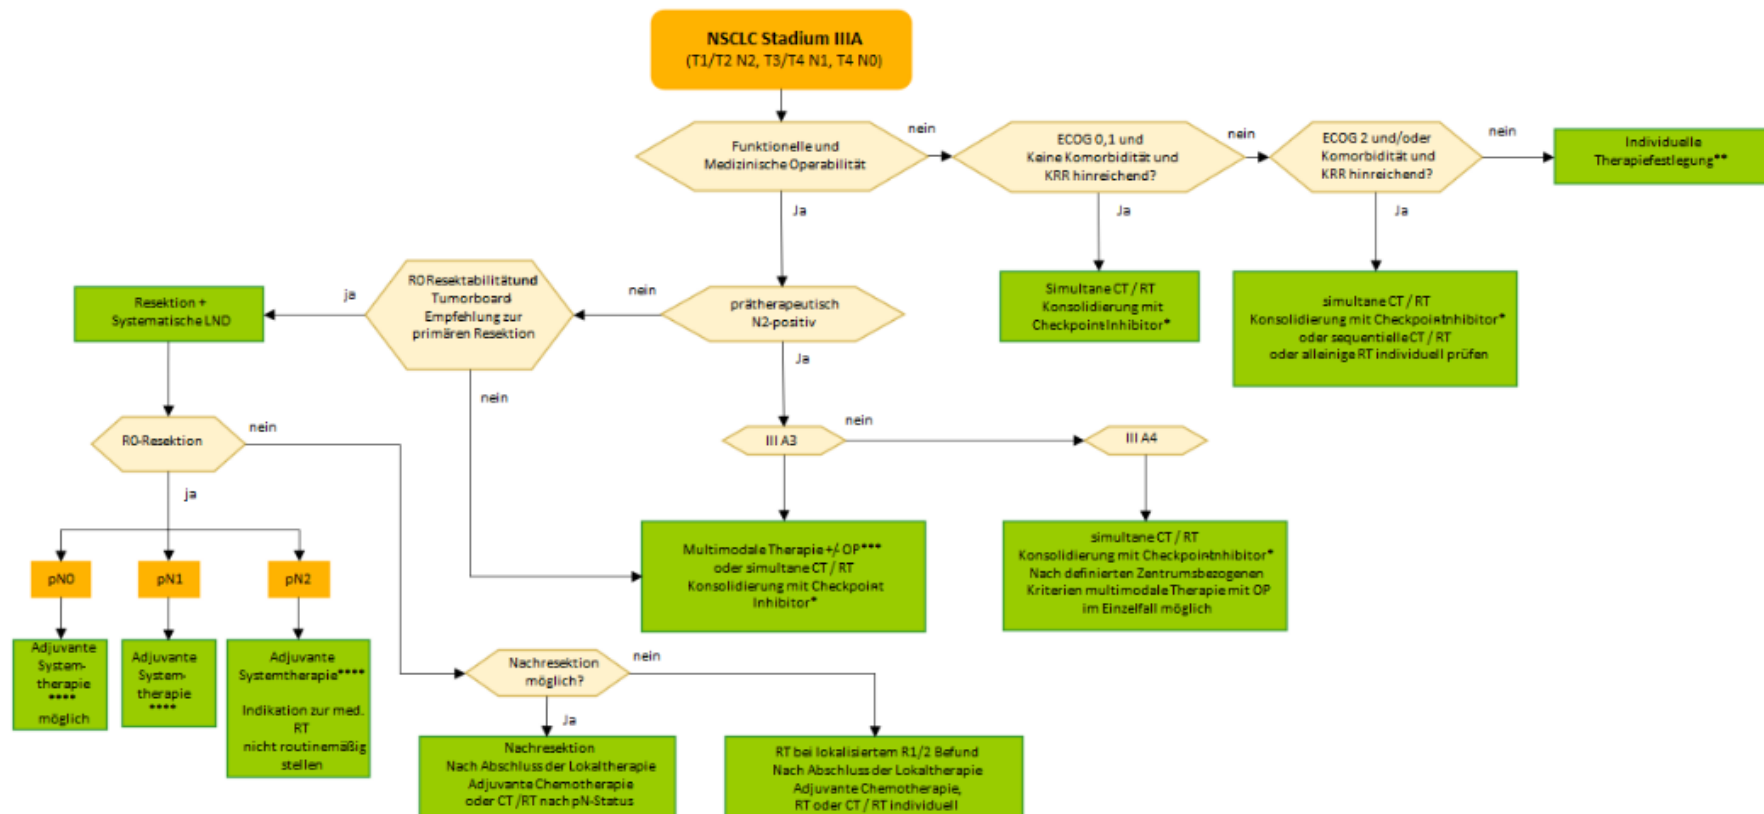 NSCLC Stadium IIIA
(T1/T2 N2, T3/T4 N1, T4 N0)
Funktionelle und
Medizinische Operabilität
nein
ECOG 0,1 und
Keine Komorbidität und
KRR hinreichend?
nein
ECOG 2 und/oder
Komorbidität und
KRR hinreichend?
nein
Individuelle
Therapiefestlegung**
Ja
Ja
Ja
Resektion +
Systematische LND
ja
R0 Resektabilität und
Tumorboard-
Empfehlung zur
primären Resektion
nein
prätherapeutisch
N2-positiv
Simultane CT / RT
Konsolidierung mit
Checkpoint-Inhibitor*
simultane CT / RT
Konsolidierung mit Checkpointnhibitor*
oder sequentielle CT / RT
oder alleinige RT individuell prüfen
Ja
nein
R0-Resektion
nein
III A3
nein
III A4
ja
pN0
pN1
pN2
Multimodale Therapie +/- OP***
oder simultane CT / RT
Konsolidierung mit Checkpoint
Inhibitor*
simultane CT / RT
Konsolidierung mit Checkpointnhibitor*
Nach definierten Zentrumsbezogenen
Kriterien multimodale Therapie mit OP
im Einzelfall möglich
Adjuvante
System-
therapie
****
möglich
Adjuvante
System-
therapie
****
Adjuvante
Systemtherapie****
Indikation zur med.
RT
nicht routinemäßig
stellen
Nachresektion
möglich?
nein
Ja
Nachresektion
Nach Abschluss der Lokaltherapie
Adjuvante Chemotherapie
oder CT /RT nach pN-Status
RT bei lokalisiertem R1/2 Befund
Nach Abschluss der Lokaltherapie
Adjuvante Chemotherapie,
RT oder CT / RT individuell